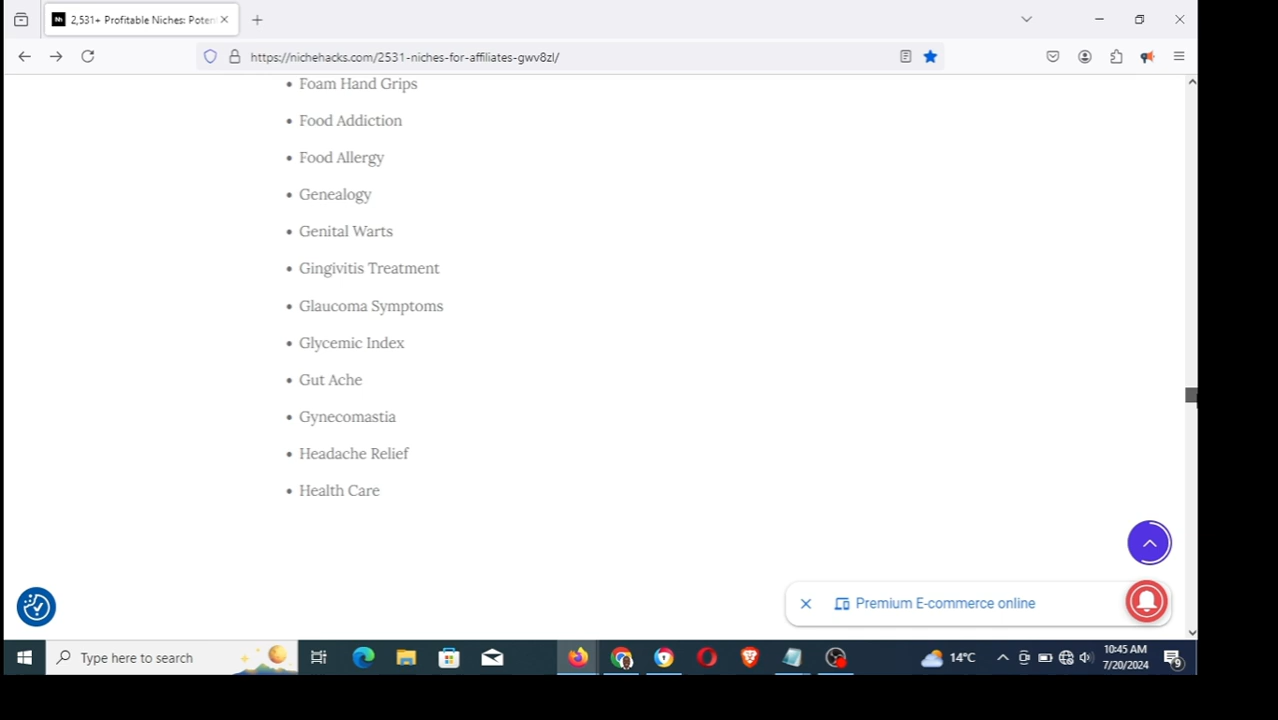 2,531+ Profitable Niches: Poten
https://nichehacks.com/2531-niches-for-affiliates-gwv8zl/
Foam Hand Grips
Food Addiction
Food Allergy
Genealogy
Genital Warts
Gingivitis Treatment
Glaucoma Symptoms
Glycemic Index
Gut Ache
Gynecomastia
Headache Relief
Health Care
Premium E-commerce online
Type here to search
14°C
10:45 AM
7/20/2024
9